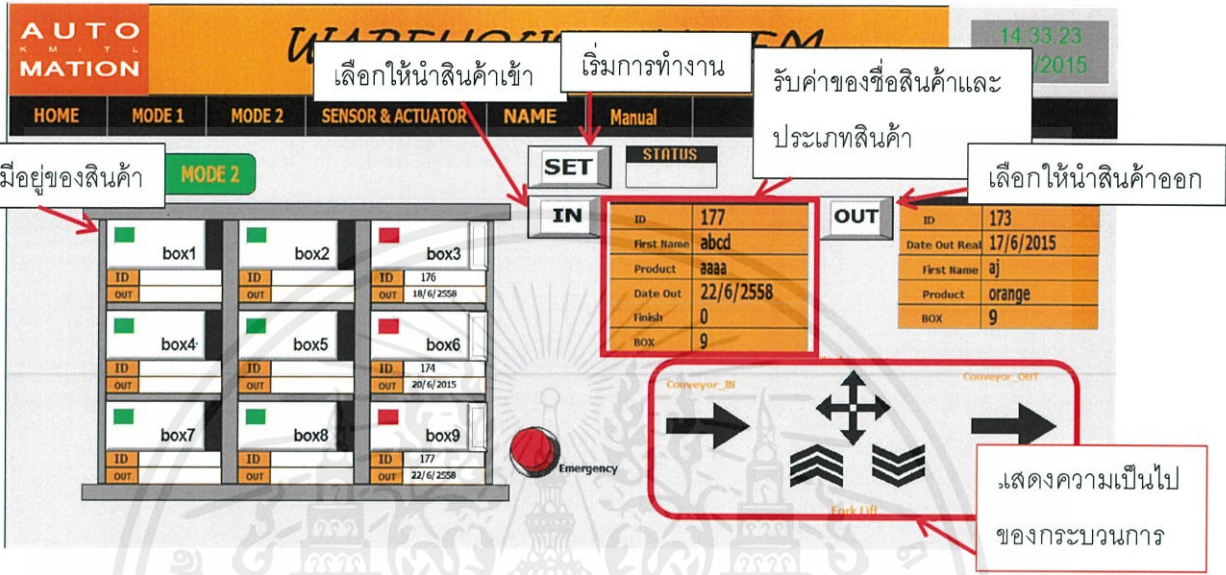 AUTO
KMITL
MATION
WAREHOUSE SYSTEM
14.33.23
/2015
HOME MODE 1 MODE 2 SENSOR & ACTUATOR NAME Manual
เลือกให้นำสินค้าเข้า
เริ่มการทำงาน
รับค่าของชื่อสินค้าและ
ประเภทสินค้า
มีอยู่ของสินค้า
MODE 2
SET
STATUS
เลือกให้นำสินค้าออก
IN
OUT
ID 177
First Name abcd
Product aaaa
Date Out 22/6/2558
Finish 0
BOX 9
ID 173
Date Out Real 17/6/2015
First Name aj
Product orange
BOX 9
box1 box2 box3
ID ID ID 176
OUT OUT OUT 18/6/2558
box4 box5 box6
ID ID ID 174
OUT OUT OUT 20/6/2015
box7 box8 box9
ID ID ID 177
OUT OUT OUT 22/6/2558
Emergency
Conveyor_IN
Conveyor_OUT
Fork Lift
แสดงความเป็นไป
ของกระบวนการ